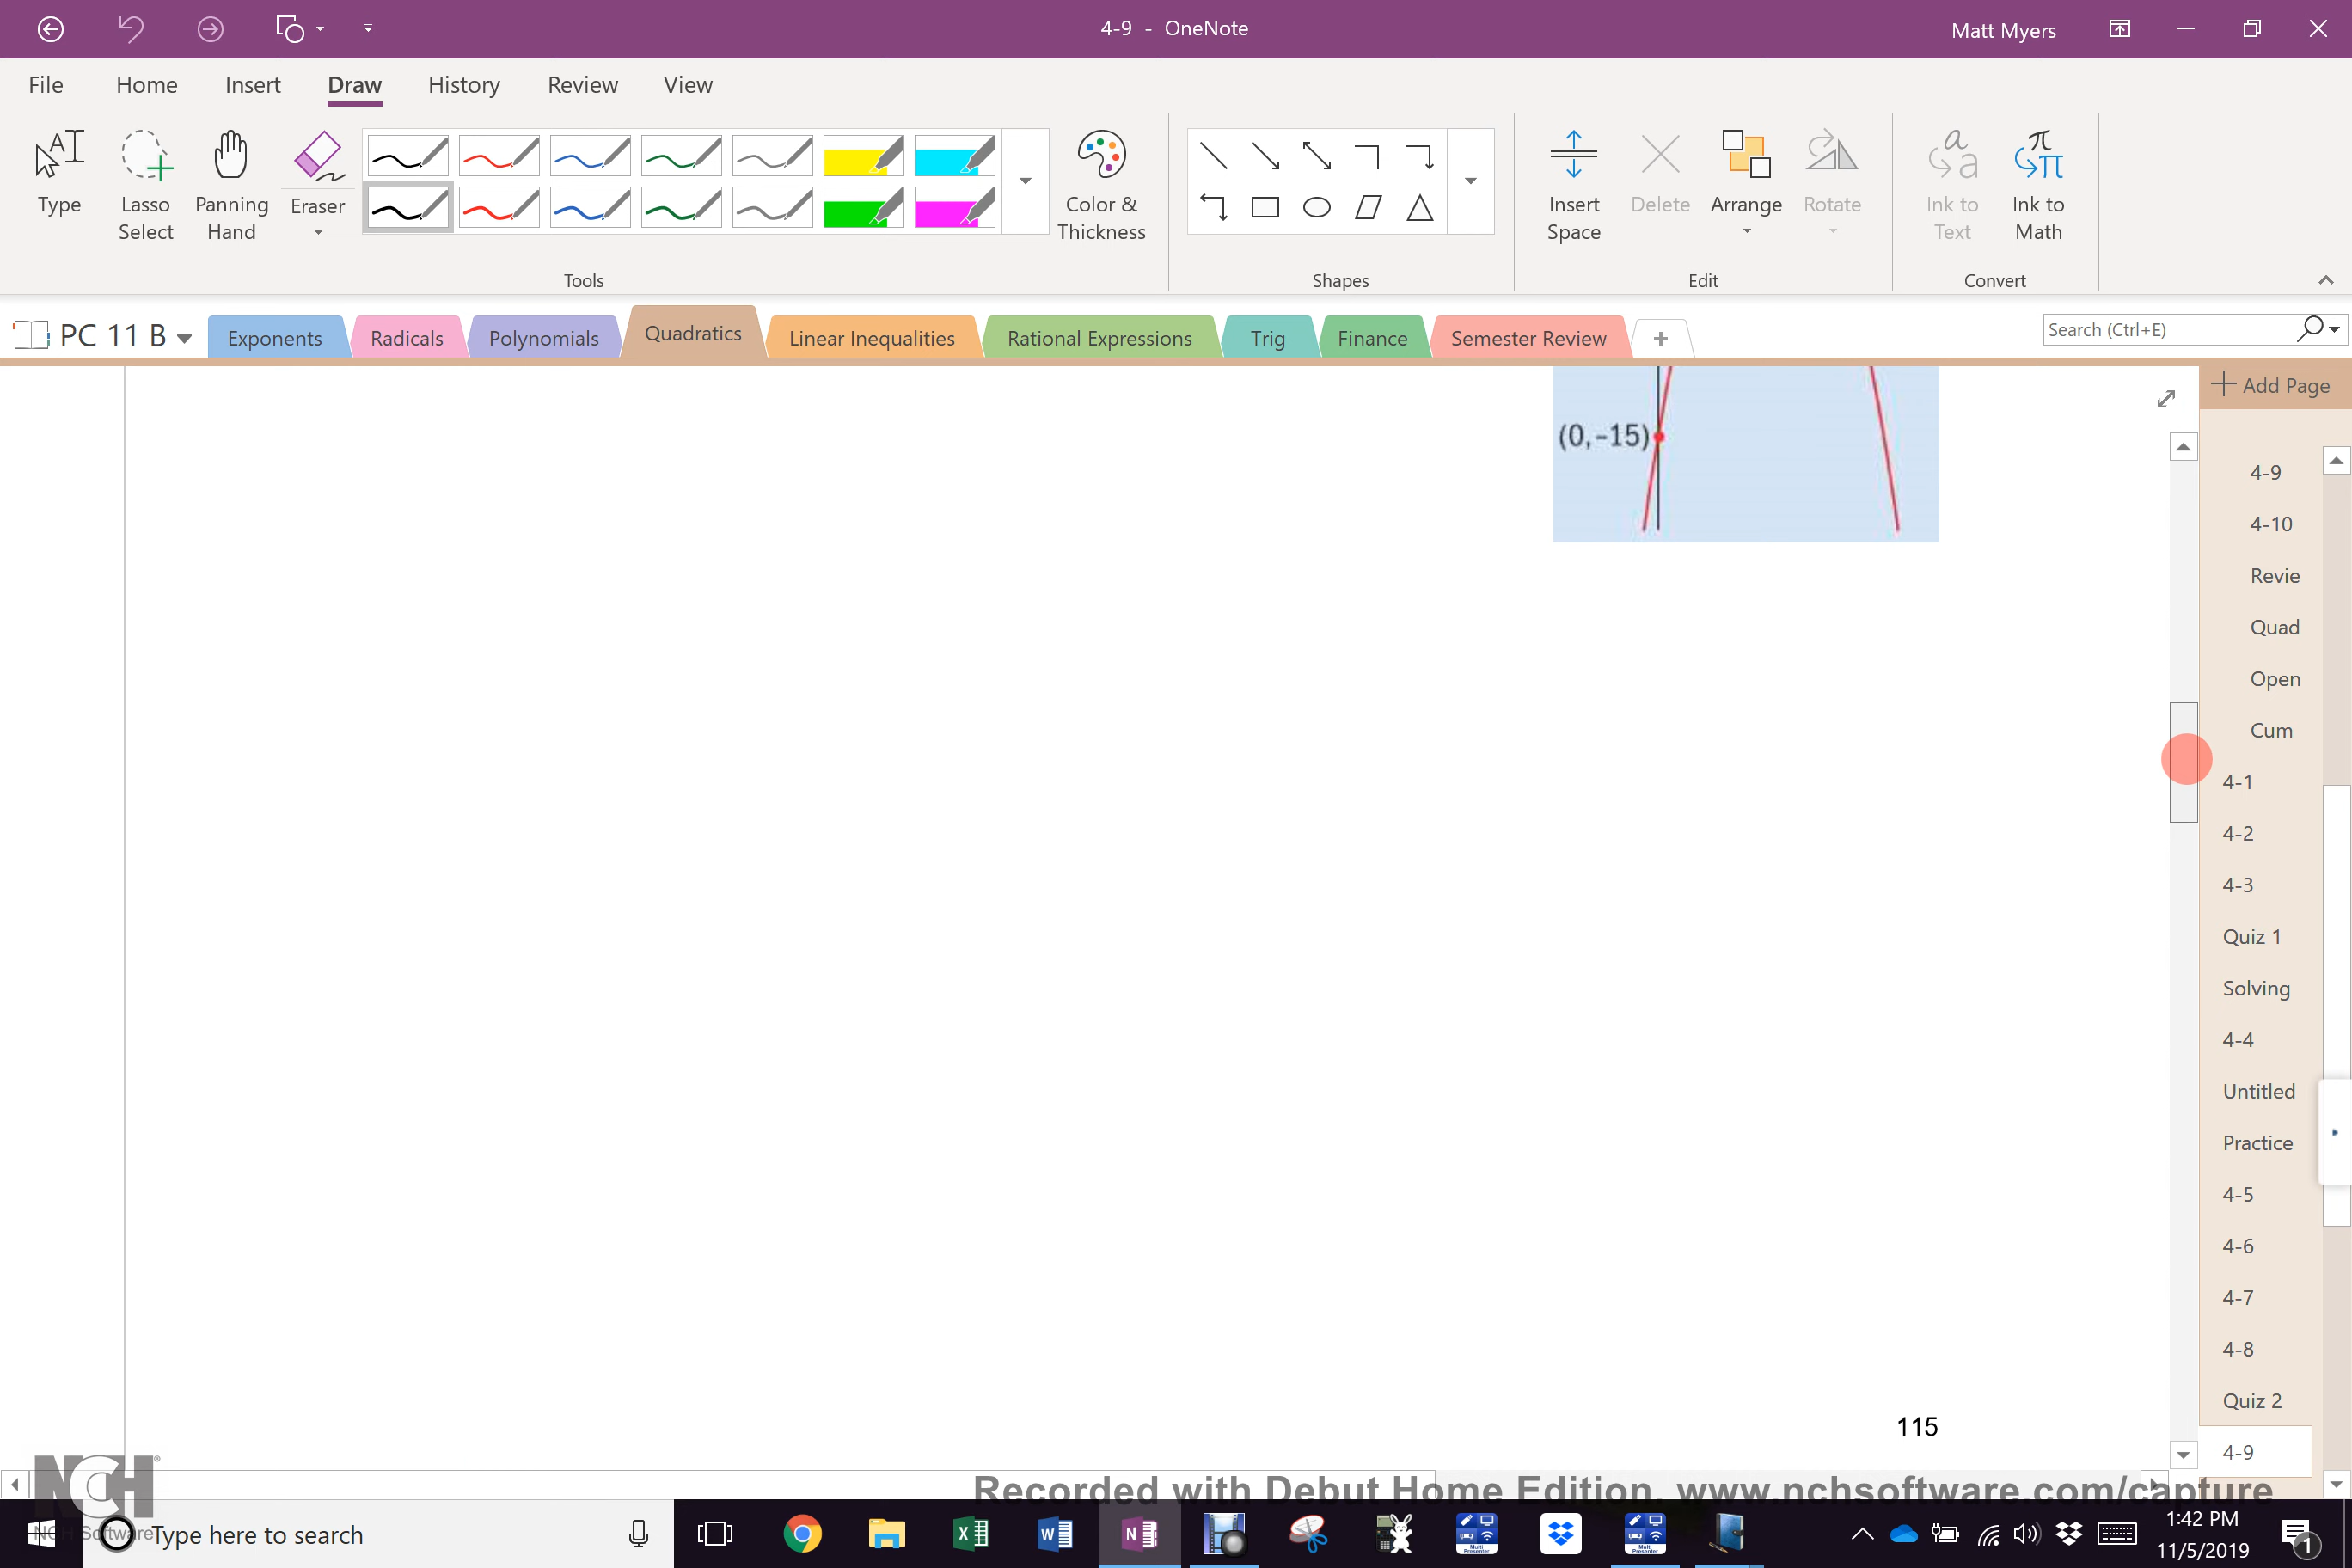 4-9 - OneNote
Matt Myers
File Home Insert Draw History Review View
Type
Lasso Select
Panning Hand
Eraser
Color & Thickness
Insert Space
Delete
Arrange
Rotate
Ink to Text
Ink to Math
Tools
Shapes
Edit
Convert
PC 11 B
Exponents
Radicals
Polynomials
Quadratics
Linear Inequalities
Rational Expressions
Trig
Finance
Semester Review
Search (Ctrl+E)
Add Page
(0,-15)
4-9
4-10
Revie
Quad
Open
Cum
4-1
4-2
4-3
Quiz 1
Solving
4-4
Untitled
Practice
4-5
4-6
4-7
4-8
Quiz 2
4-9
115
NCH
NCH Software
Recorded with Debut Home Edition. www.nchsoftware.com/capture
Type here to search
1:42 PM
11/5/2019
1